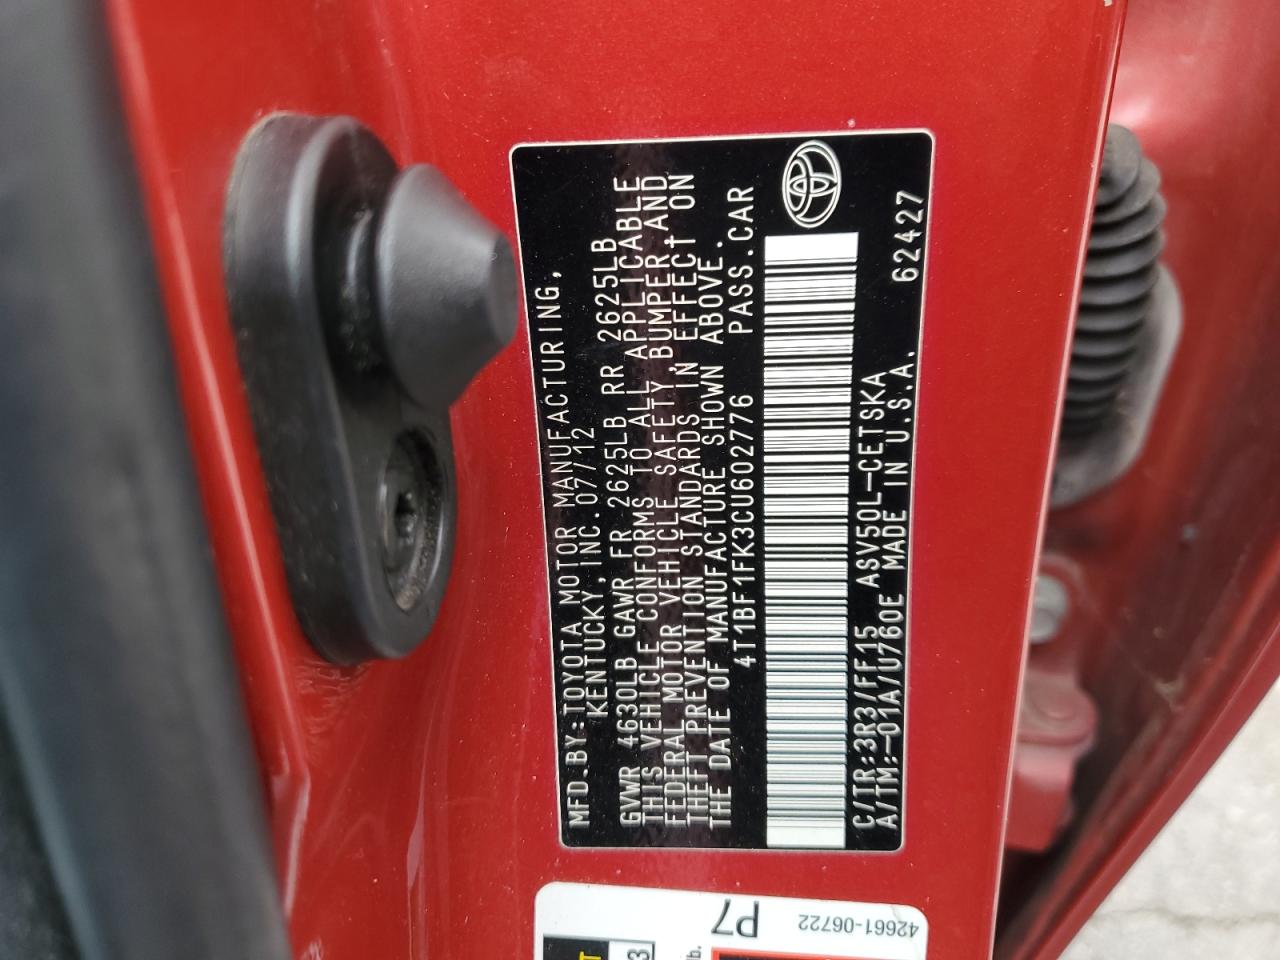 MFD.BY:TOYOTA MOTOR MANUFACTURING,
KENTUCKY,INC.07/12
GVWR 4630LB GAWR FR 2625LB RR 2625LB
THIS VEHICLE CONFORMS TO ALL APPLICABLE
FEDERAL MOTOR VEHICLE SAFETY,BUMPER,AND
THEFT PREVENTION STANDARDS IN EFFECT ON
THE DATE OF MANUFACTURE SHOWN ABOVE.
4T1BF1FK3CU602776 PASS.CAR
C/TR:3R3/FF15 ASV50L-CETSKA
A/TM:-01A/U760E MADE IN U.S.A. 62427
P7
42661-06722
3
lb.